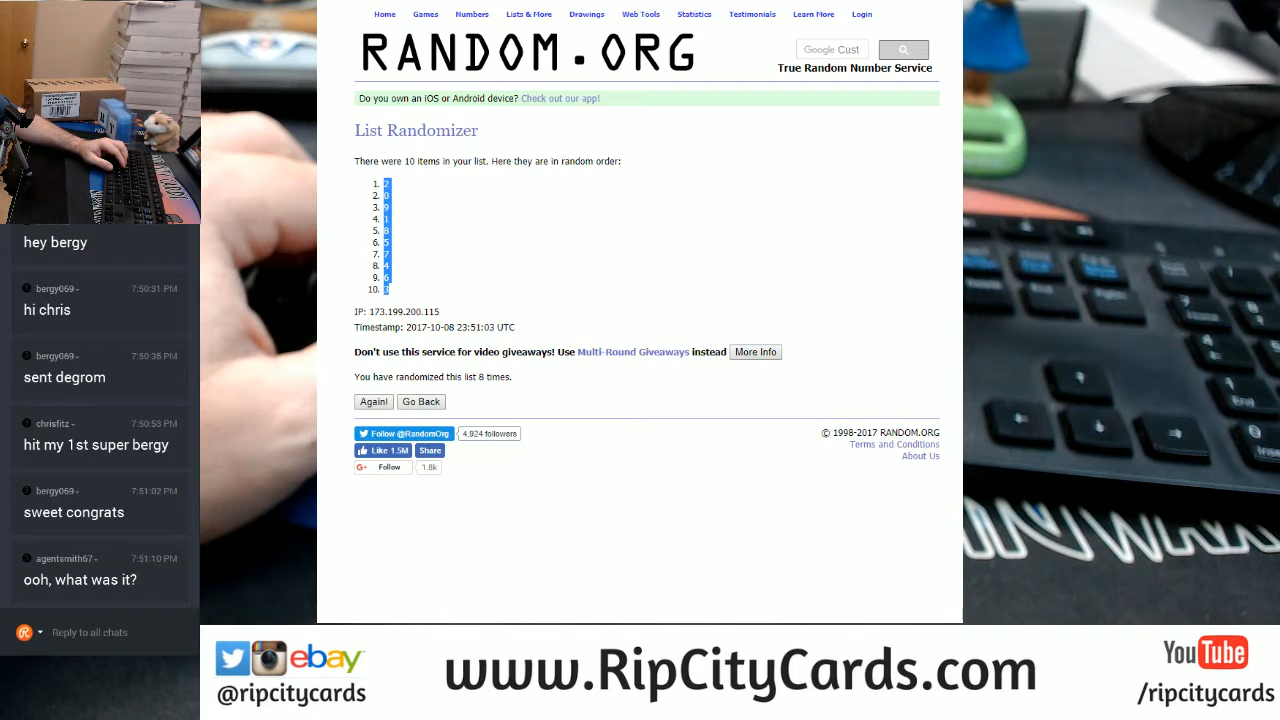 Home Games Numbers Lists & More Drawings Web Tools Statistics Testimonials Learn More Login
RANDOM.ORG
Google Cust
True Random Number Service
Do you own an iOS or Android device? Check out our app!
List Randomizer
There were 10 items in your list. Here they are in random order:
1. 2
2. 0
3. 9
4. 1
5. 8
6. 5
7. 7
8. 4
9. 6
10. 3
IP: 173.199.200.115
Timestamp: 2017-10-08 23:51:03 UTC
Don't use this service for video giveaways! Use Multi-Round Giveaways instead More Info
You have randomized this list 8 times.
Again! Go Back
Follow @RandomOrg 4,924 followers
Like 1.5M Share
Follow 1.8k
© 1998-2017 RANDOM.ORG
Terms and Conditions
About Us
hey bergy
bergy069 7:50:31 PM
hi chris
bergy069 7:50:35 PM
sent degrom
chrisfitz 7:50:53 PM
hit my 1st super bergy
bergy069 7:51:02 PM
sweet congrats
agentsmith67 7:51:10 PM
ooh, what was it?
Reply to all chats
ebay
@ripcitycards
www.RipCityCards.com
YouTube
/ripcitycards
End